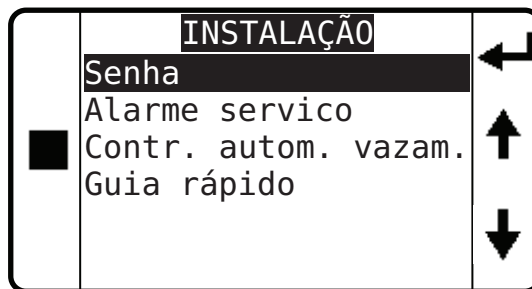 INSTALAÇÃO
Senha
Alarme servico
Contr. autom. vazam.
Guia rápido